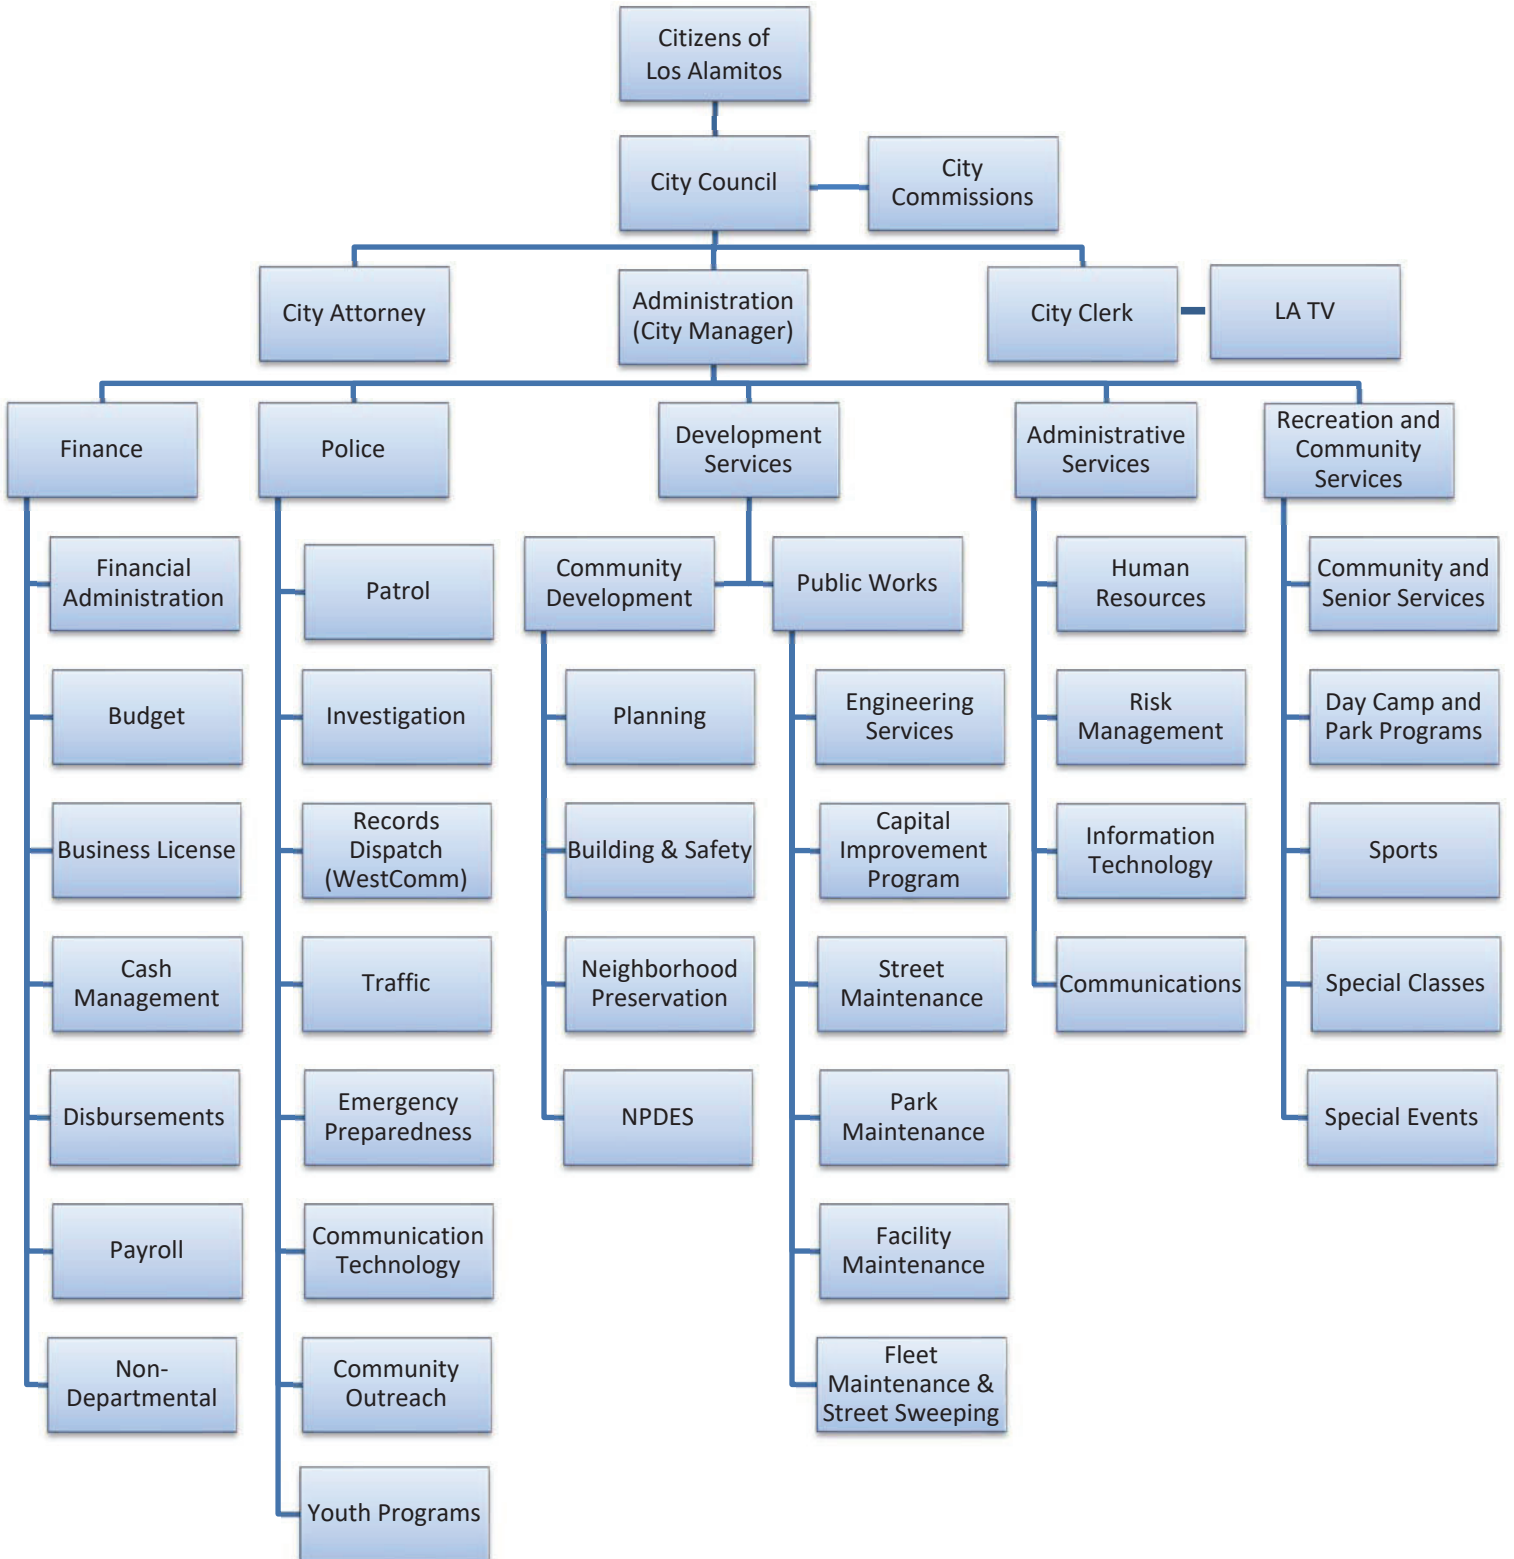 Citizens of
Los Alamitos
City Council
City
Commissions
City Attorney
Administration
(City Manager)
City Clerk
LA TV
Finance
Police
Development
Services
Administrative
Services
Recreation and
Community
Services
Financial
Administration
Budget
Business License
Cash
Management
Disbursements
Payroll
Non-
Departmental
Patrol
Investigation
Records
Dispatch
(WestComm)
Traffic
Emergency
Preparedness
Communication
Technology
Community
Outreach
Youth Programs
Community
Development
Planning
Building & Safety
Neighborhood
Preservation
NPDES
Public Works
Engineering
Services
Capital
Improvement
Program
Street
Maintenance
Park
Maintenance
Facility
Maintenance
Fleet
Maintenance &
Street Sweeping
Human
Resources
Risk
Management
Information
Technology
Communications
Community and
Senior Services
Day Camp and
Park Programs
Sports
Special Classes
Special Events